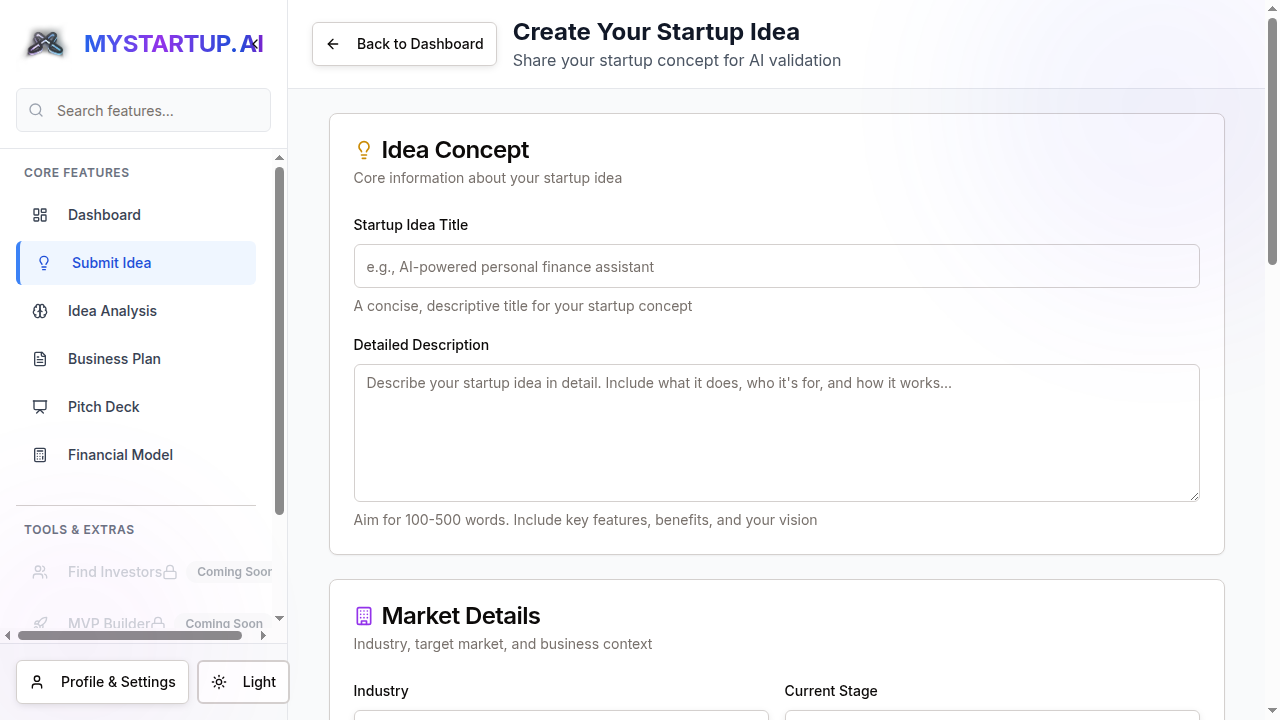 MYSTARTUP.AI
Search features...
CORE FEATURES
Dashboard
Submit Idea
Idea Analysis
Business Plan
Pitch Deck
Financial Model
TOOLS & EXTRAS
Find Investors Coming Soon
MVP Builder Coming Soon
Profile & Settings
Light
Back to Dashboard
Create Your Startup Idea
Share your startup concept for AI validation
Idea Concept
Core information about your startup idea
Startup Idea Title
e.g., AI-powered personal finance assistant
A concise, descriptive title for your startup concept
Detailed Description
Describe your startup idea in detail. Include what it does, who it's for, and how it works...
Aim for 100-500 words. Include key features, benefits, and your vision
Market Details
Industry, target market, and business context
Industry
Current Stage